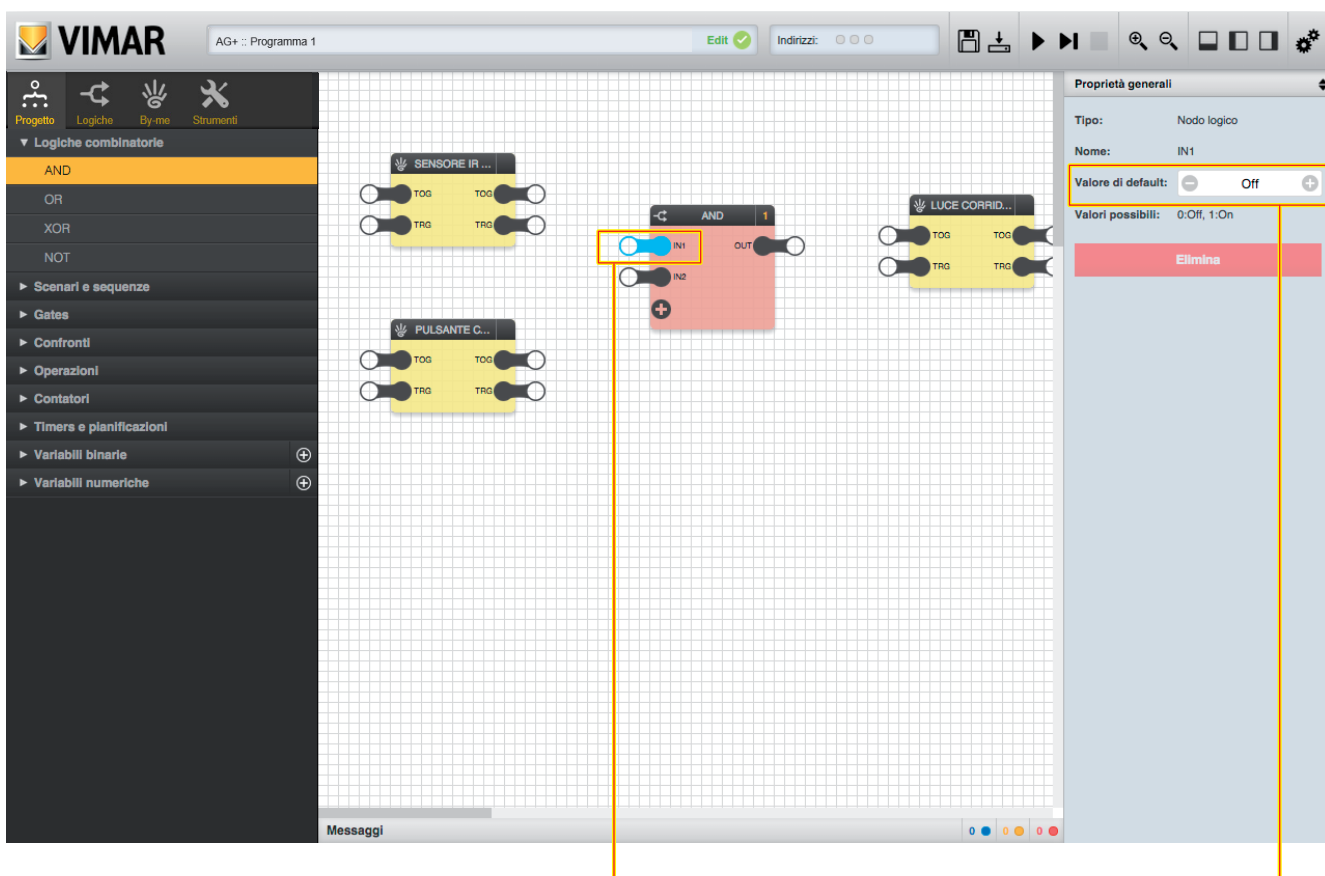 VIMAR
AG+ :: Programma 1
Edit
Indirizzi:
Progetto
Logiche
By-me
Strumenti
▼ Logiche combinatorie
AND
OR
XOR
NOT
► Scenari e sequenze
► Gates
► Confronti
► Operazioni
► Contatori
► Timers e pianificazioni
► Variabili binarie
► Variabili numeriche
SENSORE IR ...
TOG TOG
TRG TRG
PULSANTE C...
TOG TOG
TRG TRG
AND 1
IN1 OUT
IN2
LUCE CORRID...
TOG TOG
TRG TRG
Messaggi
0 0 0
Proprietà generali
Tipo: Nodo logico
Nome: IN1
Valore di default: Off
Valori possibili: 0:Off, 1:On
Elimina